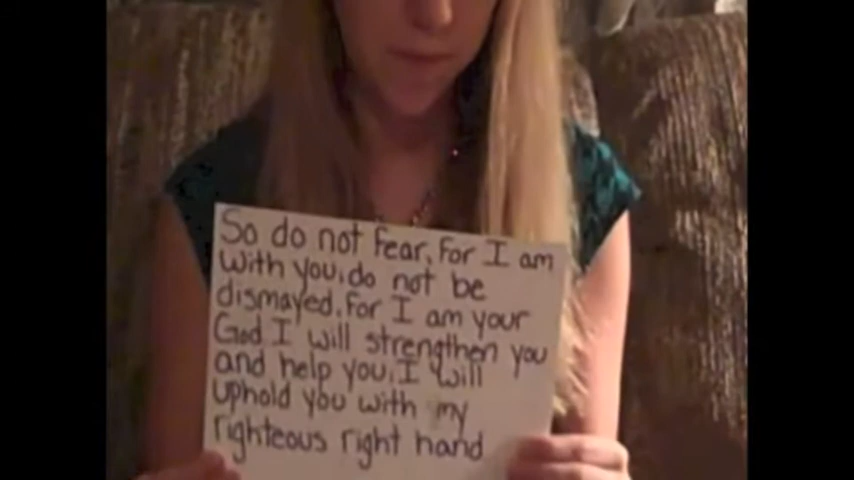 So do not fear, for I am
with you, do not be
dismayed, for I am your
God I will strengthen you
and help you, I will
uphold you with my
righteous right hand